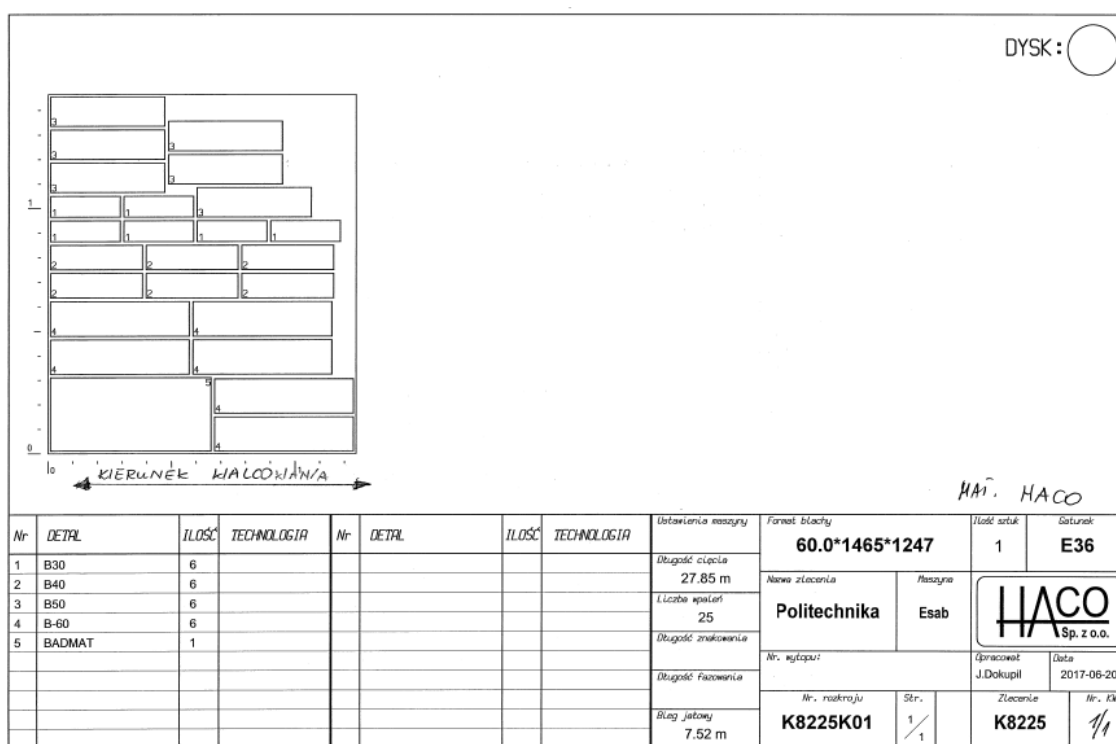 DYSK:
3
3
3
3
3
1
1
1
3
1
1
1
1
2
2
2
2
2
2
4
4
4
4
5
4
0
4
0
KIERUNEK WALCOWANIA
MAT. HACO
Nr DETAL ILOŚĆ TECHNOLOGIA Nr DETAL ILOŚĆ TECHNOLOGIA
1 B30 6
2 B40 6
3 B50 6
4 B-60 6
5 BADMAT 1
Ustawienia maszyny
Długość cięcia
27.85 m
Liczba wpaleń
25
Długość znakowania
Długość fazowania
Bieg jałowy
7.52 m
Format blachy
60.0*1465*1247
Ilość sztuk
1
Gatunek
E36
Nazwa zlecenia
Politechnika
Maszyna
Esab
HACO
Sp. z o.o.
Nr. wytopu:
Opracował
J.Dokupil
Data
2017-06-20
Nr. rozkroju
K8225K01
Str.
1/1
Zlecenie
K8225
1/1